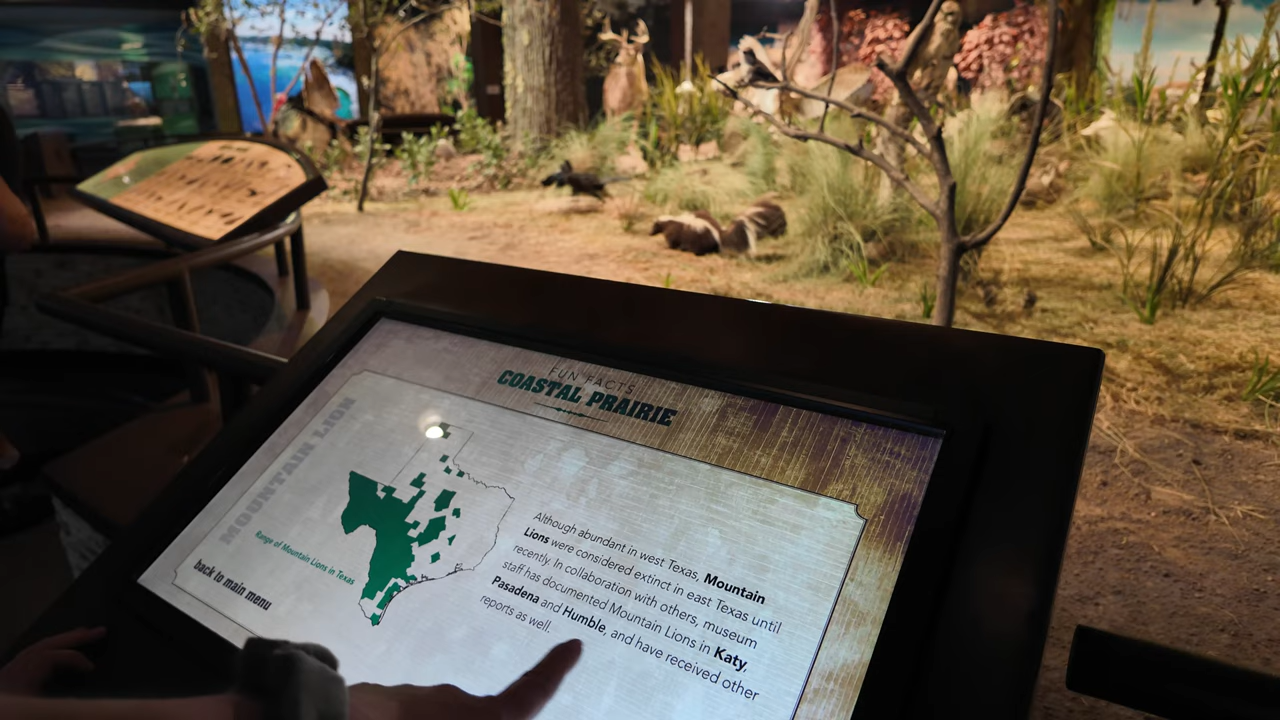 FUN FACTS
COASTAL PRAIRIE
MOUNTAIN LION
Range of Mountain Lions in Texas
back to main menu
Although abundant in west Texas, Mountain
Lions were considered extinct in east Texas until
recently. In collaboration with others, museum
staff has documented Mountain Lions in Katy,
Pasadena and Humble, and have received other
reports as well.